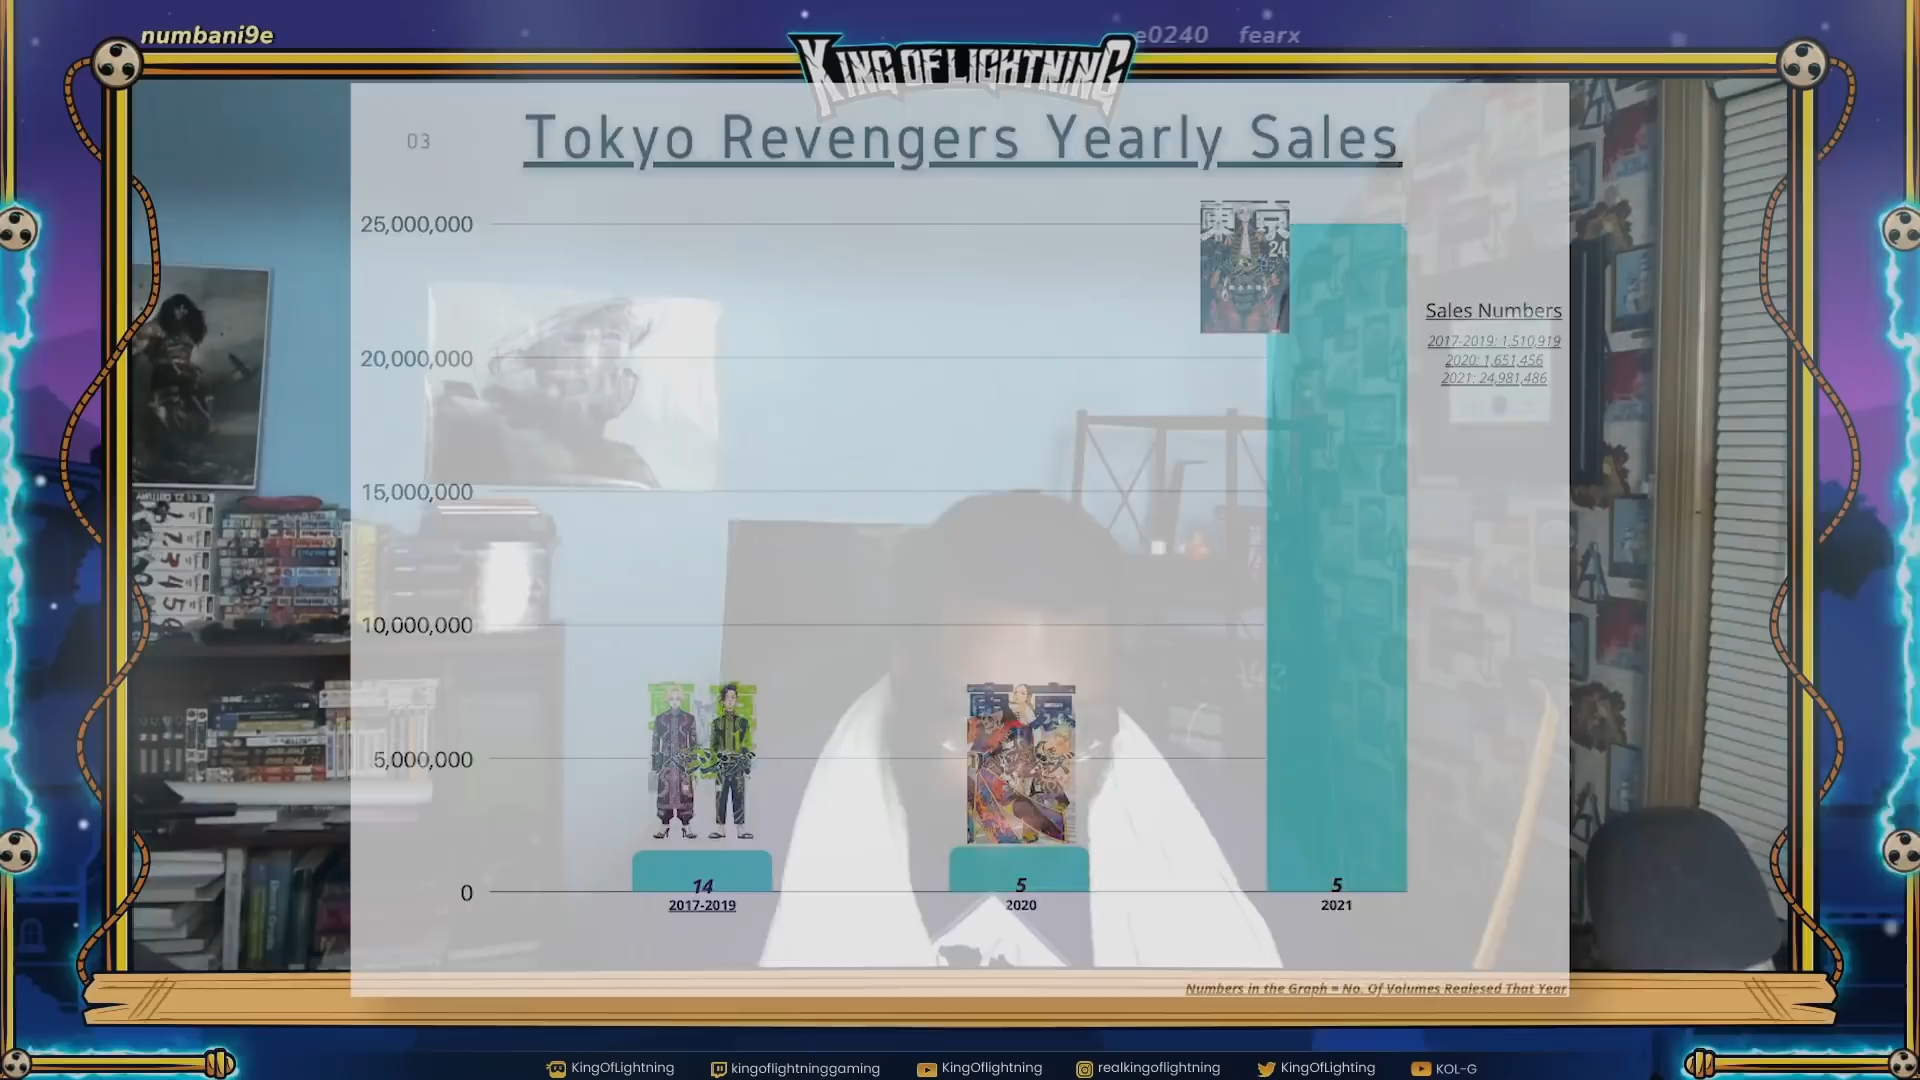 numbani9e
e0240 fearx
KING OF LIGHTNING
03
Tokyo Revengers Yearly Sales
25,000,000
東京
24
20,000,000
Sales Numbers
2017-2019: 1,510,919
2020: 1,651,456
2021: 24,981,486
15,000,000
10,000,000
5,000,000
0
14
5
5
2017-2019
2020
2021
Numbers in the Graph = No. Of Volumes Realesed That Year
KingOfLightning
kingoflightninggaming
KingOflightning
realkingoflightning
KingOfLighting
KOL-G